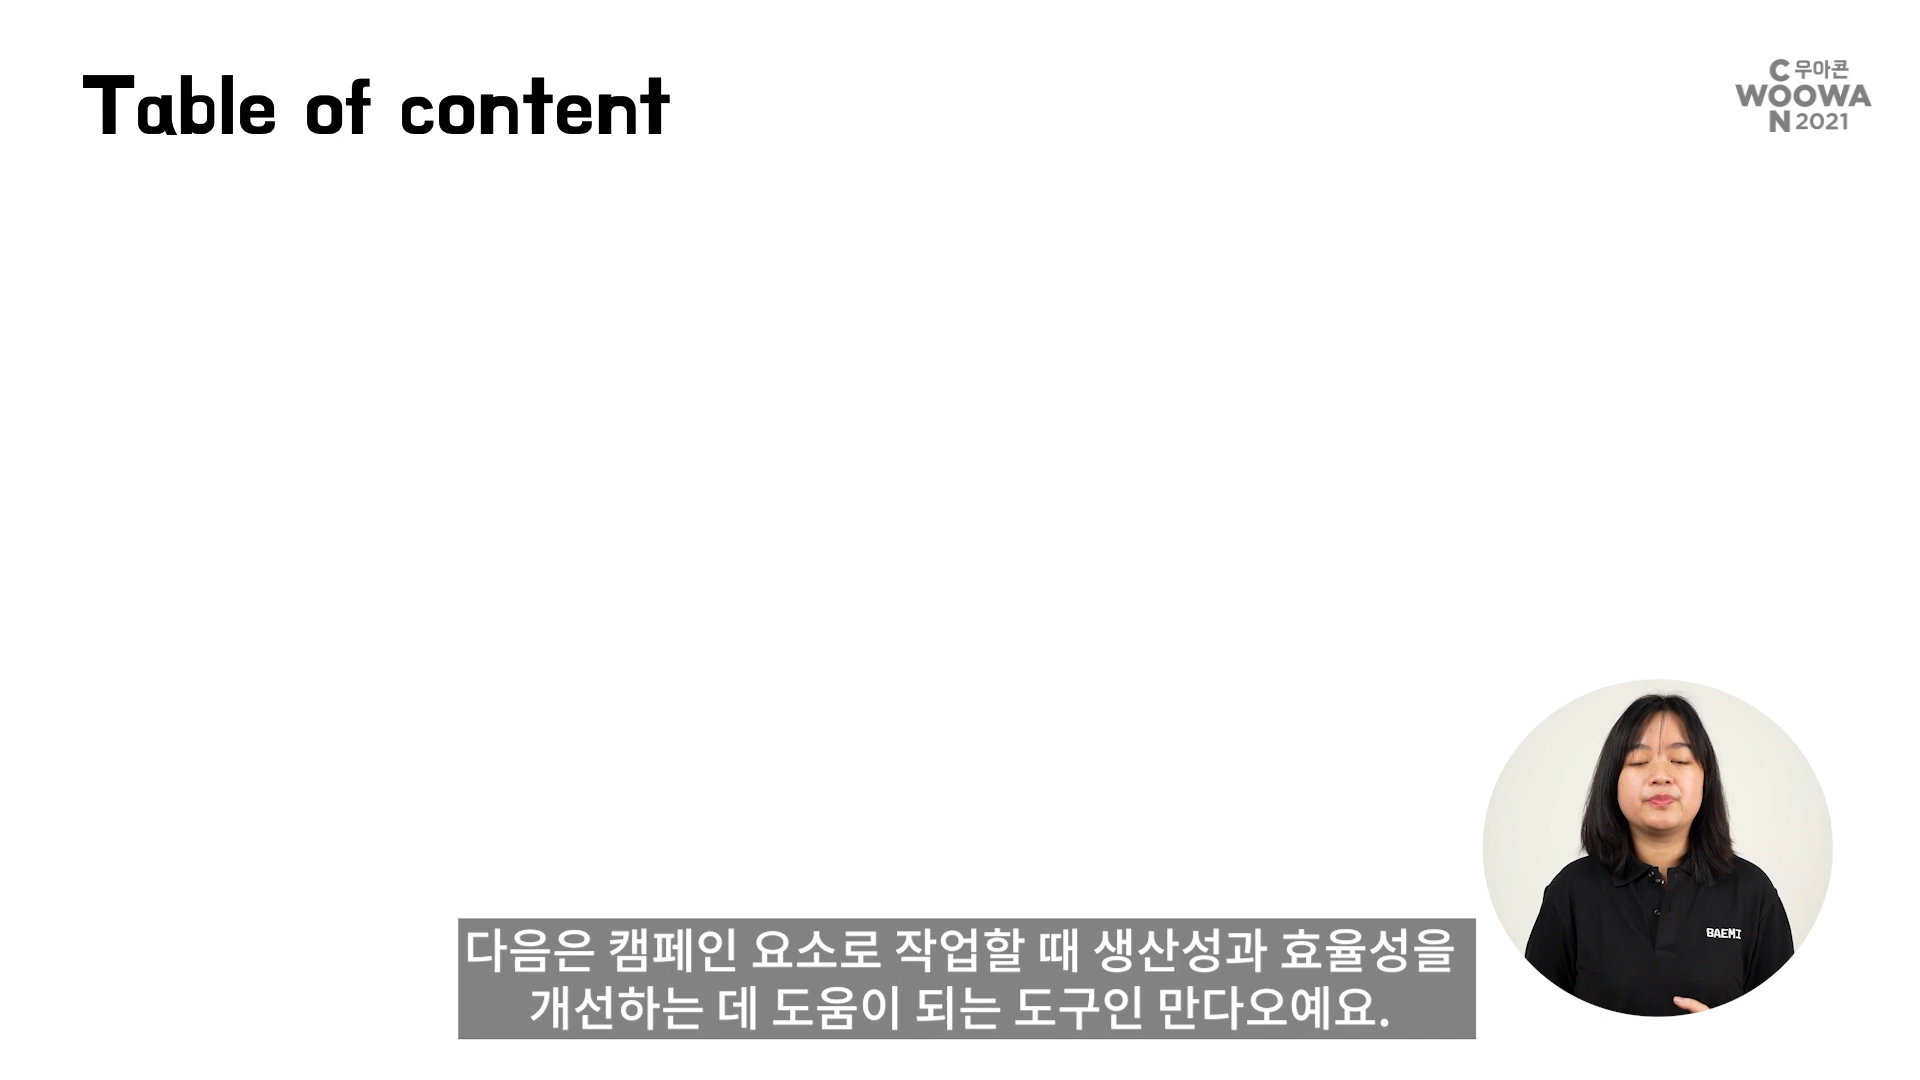 Table of content
C 우아콘
WOOWA
N 2021
BAEMI
다음은 캠페인 요소로 작업할 때 생산성과 효율성을
개선하는 데 도움이 되는 도구인 만다오예요.